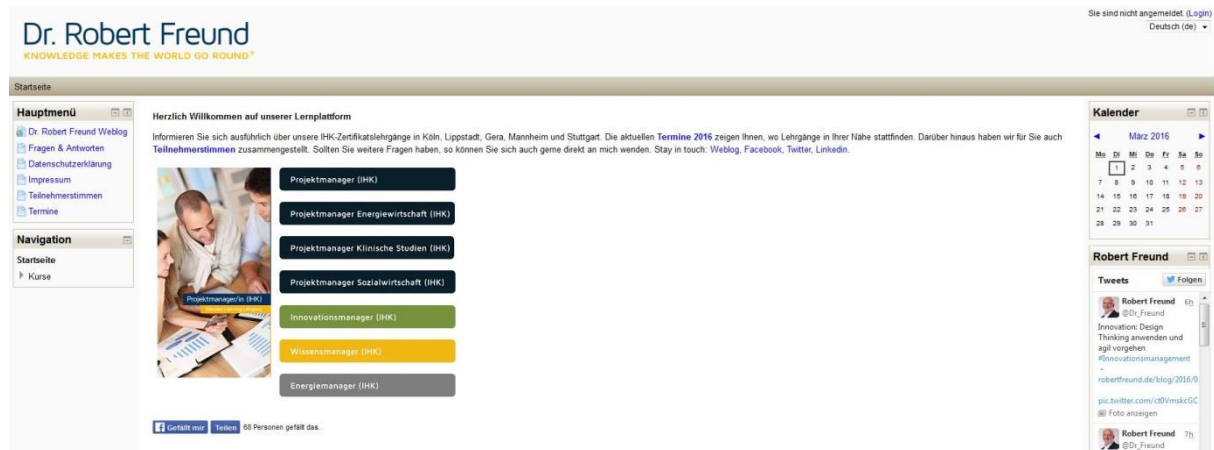 Sie sind nicht angemeldet. (Login)
Deutsch (de)
Dr. Robert Freund
KNOWLEDGE MAKES THE WORLD GO ROUND®
Startseite
Hauptmenü
Dr. Robert Freund Weblog
Fragen & Antworten
Datenschutzerklärung
Impressum
Teilnehmerstimmen
Termine
Navigation
Startseite
Kurse
Herzlich Willkommen auf unserer Lernplattform
Informieren Sie sich ausführlich über unsere IHK-Zertifikatslehrgänge in Köln, Lippstadt, Gera, Mannheim und Stuttgart. Die aktuellen Termine 2016 zeigen Ihnen, wo Lehrgänge in Ihrer Nähe stattfinden. Darüber hinaus haben wir für Sie auch
Teilnehmerstimmen zusammengestellt. Sollten Sie weitere Fragen haben, so können Sie sich auch gerne direkt an mich wenden. Stay in touch: Weblog, Facebook, Twitter, Linkedin.
Projektmanager/in (IHK)
Projektmanager (IHK)
Projektmanager Energiewirtschaft (IHK)
Projektmanager Klinische Studien (IHK)
Projektmanager Sozialwirtschaft (IHK)
Innovationsmanager (IHK)
Wissensmanager (IHK)
Energiemanager (IHK)
Gefällt mir Teilen 68 Personen gefällt das.
Kalender
März 2016
Mo Di Mi Do Fr Sa So
1 2 3 4 5 6
7 8 9 10 11 12 13
14 15 16 17 18 19 20
21 22 23 24 25 26 27
28 29 30 31
Robert Freund
Tweets Folgen
Robert Freund 6h
@Dr_Freund
Innovation: Design
Thinking anwenden und
agil vorgehen
#Innovationsmanagement
-
robertfreund.de/blog/2016/0
pic.twitter.com/ct0VmskcGC
Foto anzeigen
Robert Freund 7h
@Dr_Freund